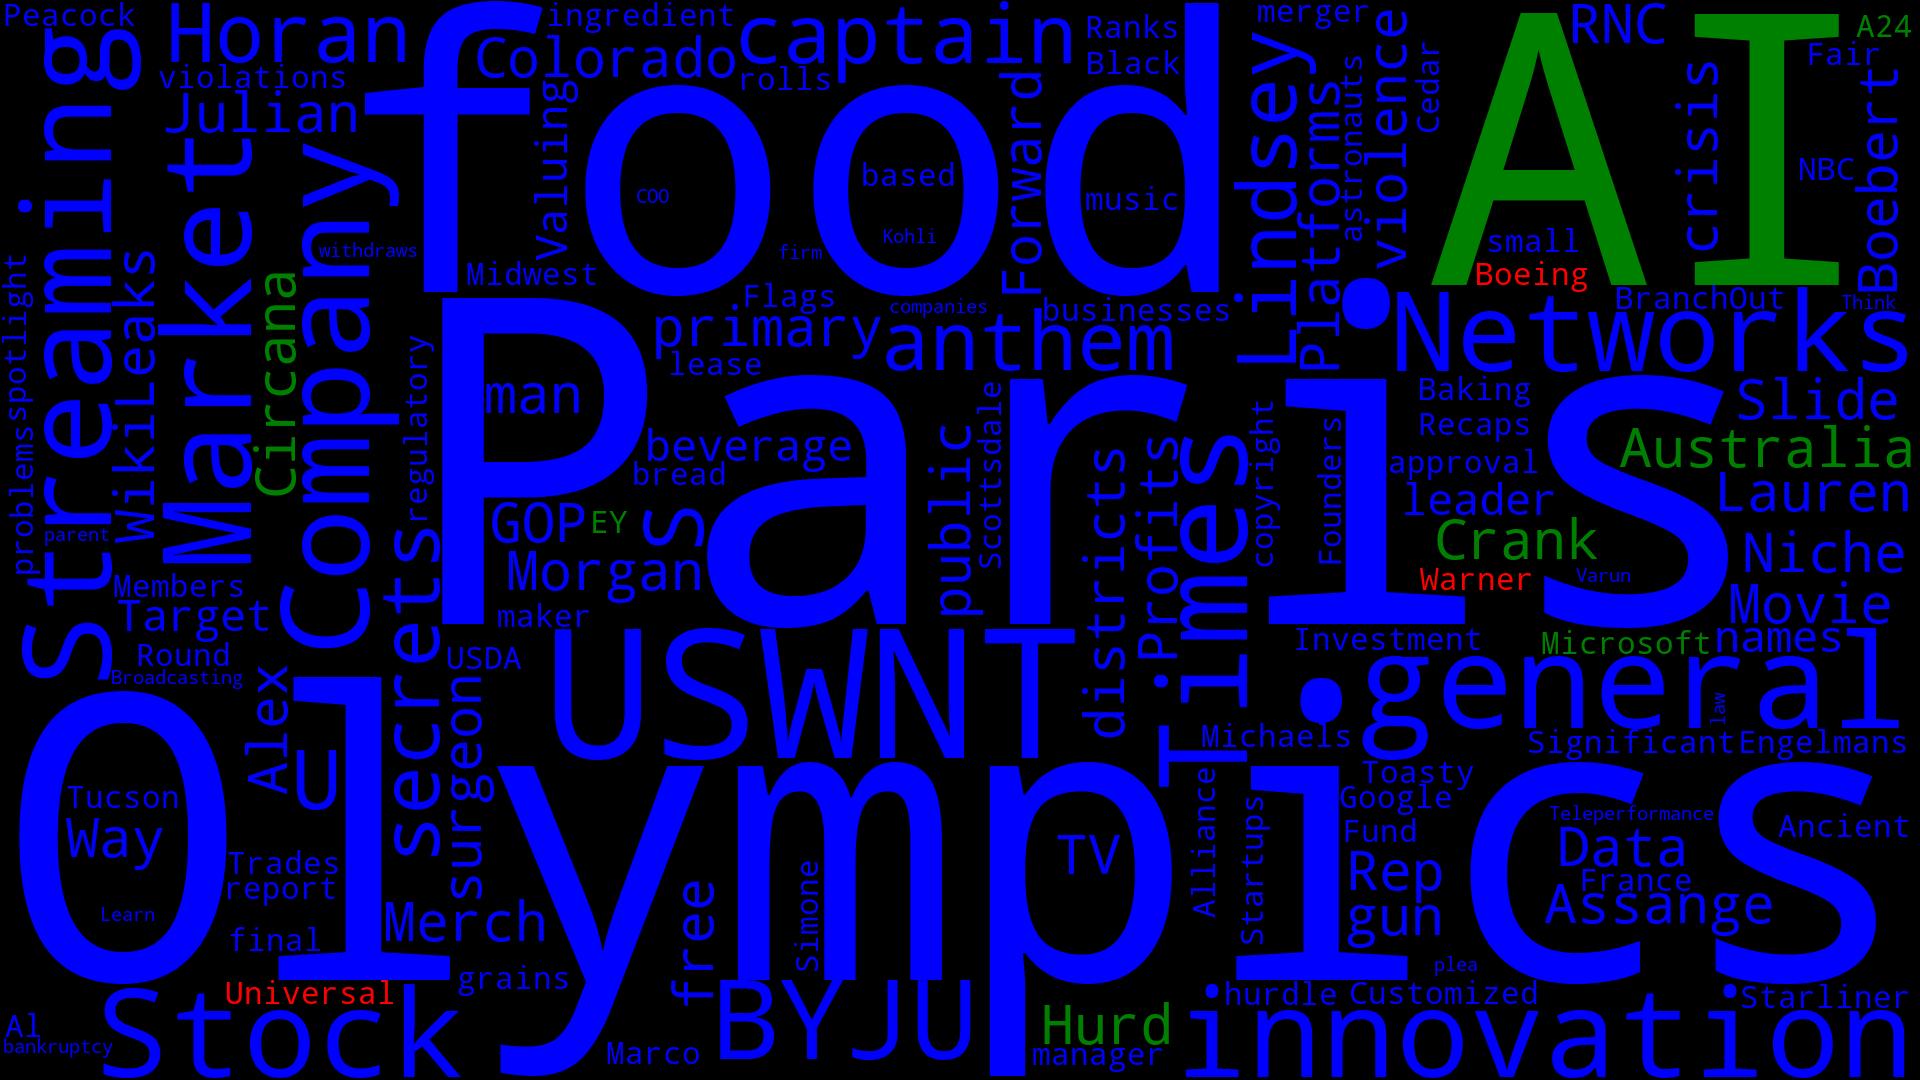 Peacock
streaming
Horan
violations
Julian
Market
Company
food
ingredient
Colorado
captain
rolls
Valuing
COO
based
Kohli
firm
withdraws
Midwest
Forward
music
Ranks
Black
Lindsey
merger
Platforms
astronauts
violence
Cedar
AI
RNC
crisis
A24
Fair
NBC
Boebert
small
Boeing
spotlight
WikiLeaks
Circana
problems
parent
regulatory
Paris
man
Flags
companies
businesses
primary
anthem
lease
beverage
bread
GOP
EY
s
Morgan
maker
public
Scottsdale
districts
Profits
Times
copyright
Founders
Networks
BranchOut
Think
Baking
Recaps
approval
leader
Crank
Warner
Varun
Slide
Australia
Lauren
Niche
Movie
names
Microsoft
Investment
general
law
Members
Target
Round
Broadcasting
Alex
secrets
USDA
surgeon
USWNT
Michaels
Significant
Engelmans
Olympics
U
Tucson
Way
Learn
Trades
report
final
Merch
grains
free
Simone
TV
Alliance
Startups
Toasty
Google
Fund
Rep
gun
plea
Teleperformance
Data
France
Assange
Ancient
Universal
Stock
Al
bankruptcy
Marco
BYJU
Hurd
manager
hurdle
Customized
Starliner
innovation